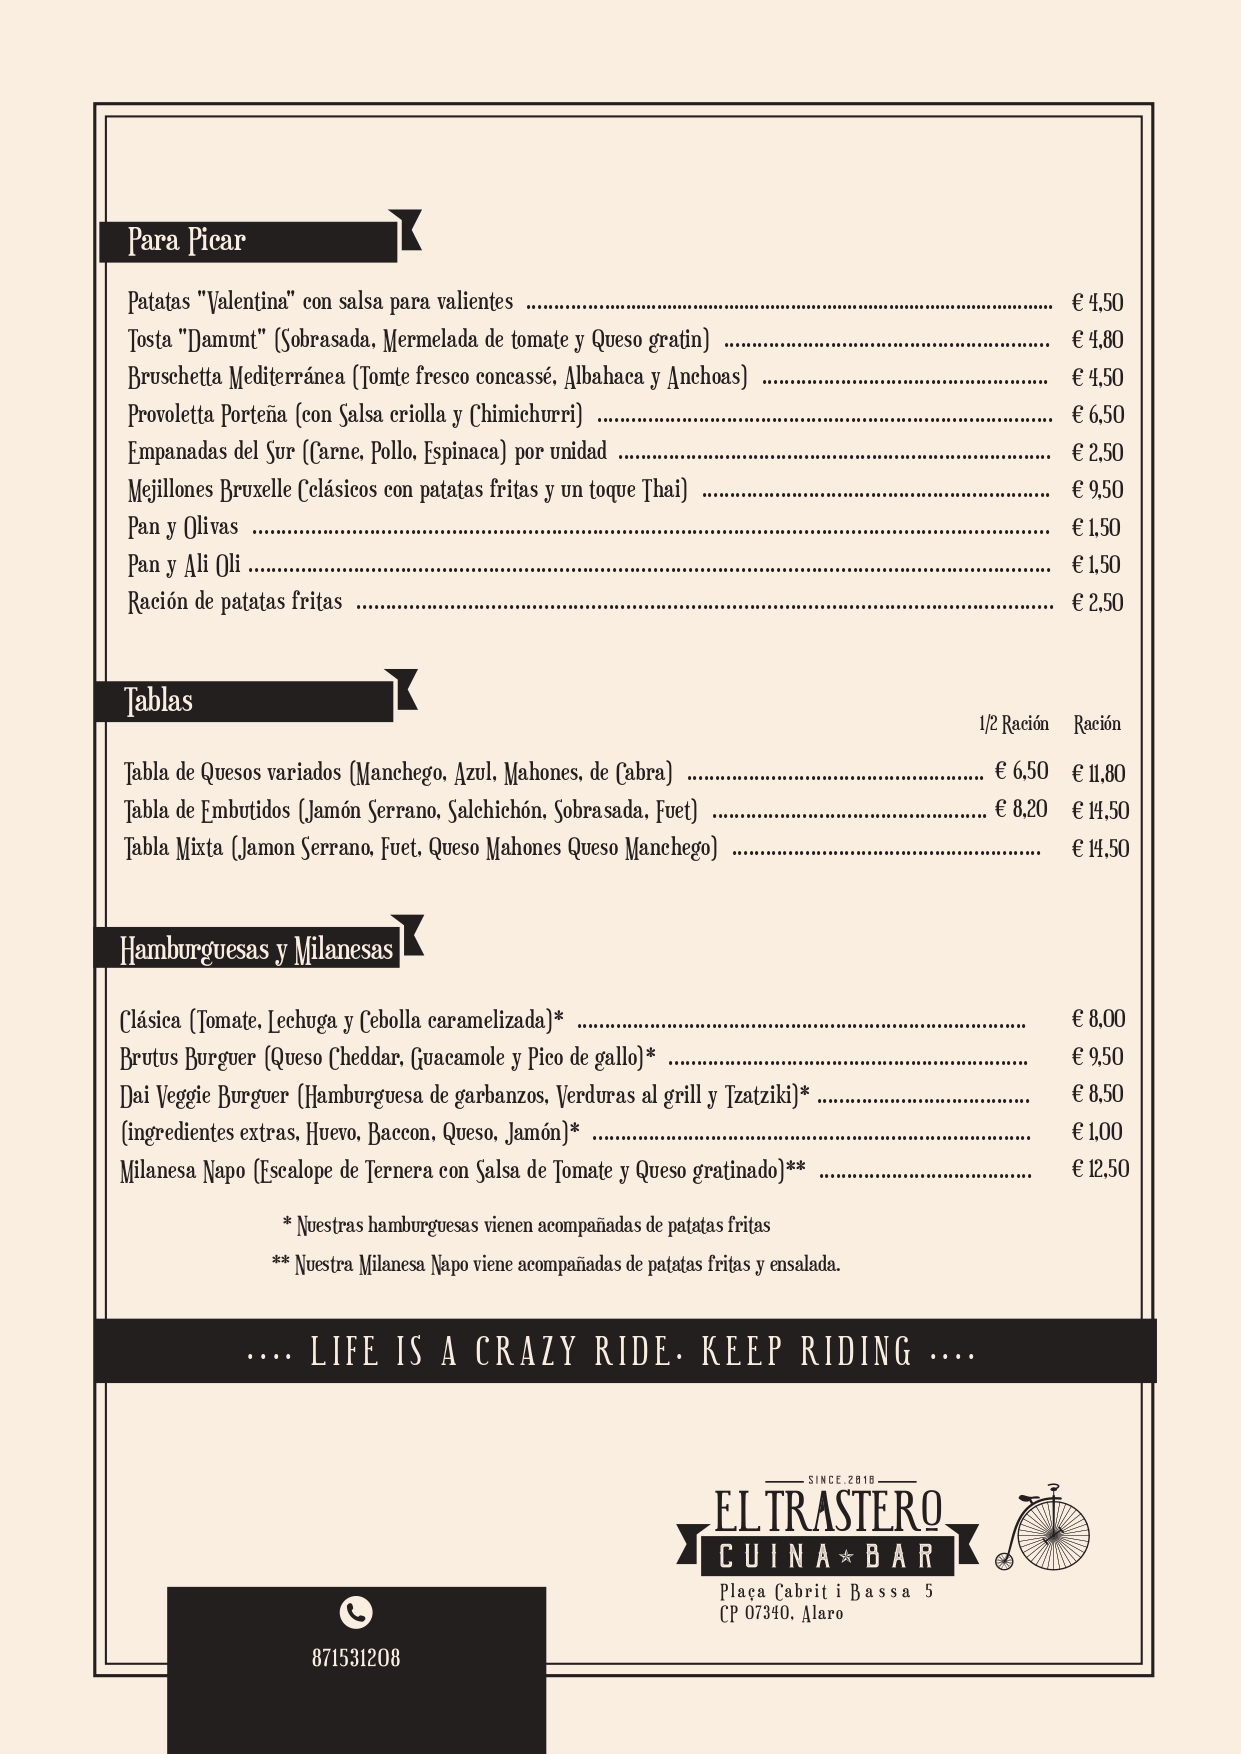 Para Picar
Patatas "Valentina" con salsa para valientes ........ € 4,50
Tosta "Damunt" (Sobrasada, Mermelada de tomate y Queso gratin) ........ € 4,80
Bruschetta Mediterránea (Tomte fresco concassé, Albahaca y Anchoas) ........ € 4,50
Provoletta Porteña (con Salsa criolla y Chimichurri) ........ € 6,50
Empanadas del Sur (Carne, Pollo, Espinaca) por unidad ........ € 2,50
Mejillones Bruxelle Cclásicos con patatas fritas y un toque Thai) ........ € 9,50
Pan y Olivas ........ € 1,50
Pan y Ali Oli ........ € 1,50
Ración de patatas fritas ........ € 2,50
Tablas
1/2 Ración Ración
Tabla de Quesos variados (Manchego, Azul, Mahones, de Cabra) ........ € 6,50 € 11,80
Tabla de Embutidos (Jamón Serrano, Salchichón, Sobrasada, Fuet) ........ € 8,20 € 14,50
Tabla Mixta (Jamon Serrano, Fuet, Queso Mahones Queso Manchego) ........ € 14,50
Hamburguesas y Milanesas
Clásica (Tomate, Lechuga y Cebolla caramelizada)* ........ € 8,00
Brutus Burguer (Queso Cheddar, Guacamole y Pico de gallo)* ........ € 9,50
Dai Veggie Burguer (Hamburguesa de garbanzos, Verduras al grill y Tzatziki)* ........ € 8,50
(ingredientes extras, Huevo, Baccon, Queso, Jamón)* ........ € 1,00
Milanesa Napo (Escalope de Ternera con Salsa de Tomate y Queso gratinado)** ........ € 12,50
* Nuestras hamburguesas vienen acompañadas de patatas fritas
** Nuestra Milanesa Napo viene acompañadas de patatas fritas y ensalada.
.... LIFE IS A CRAZY RIDE. KEEP RIDING ....
SINCE.2018
EL TRASTERO
CUINA BAR
Plaça Cabrit i Bassa 5
CP 07340, Alaro
871531208